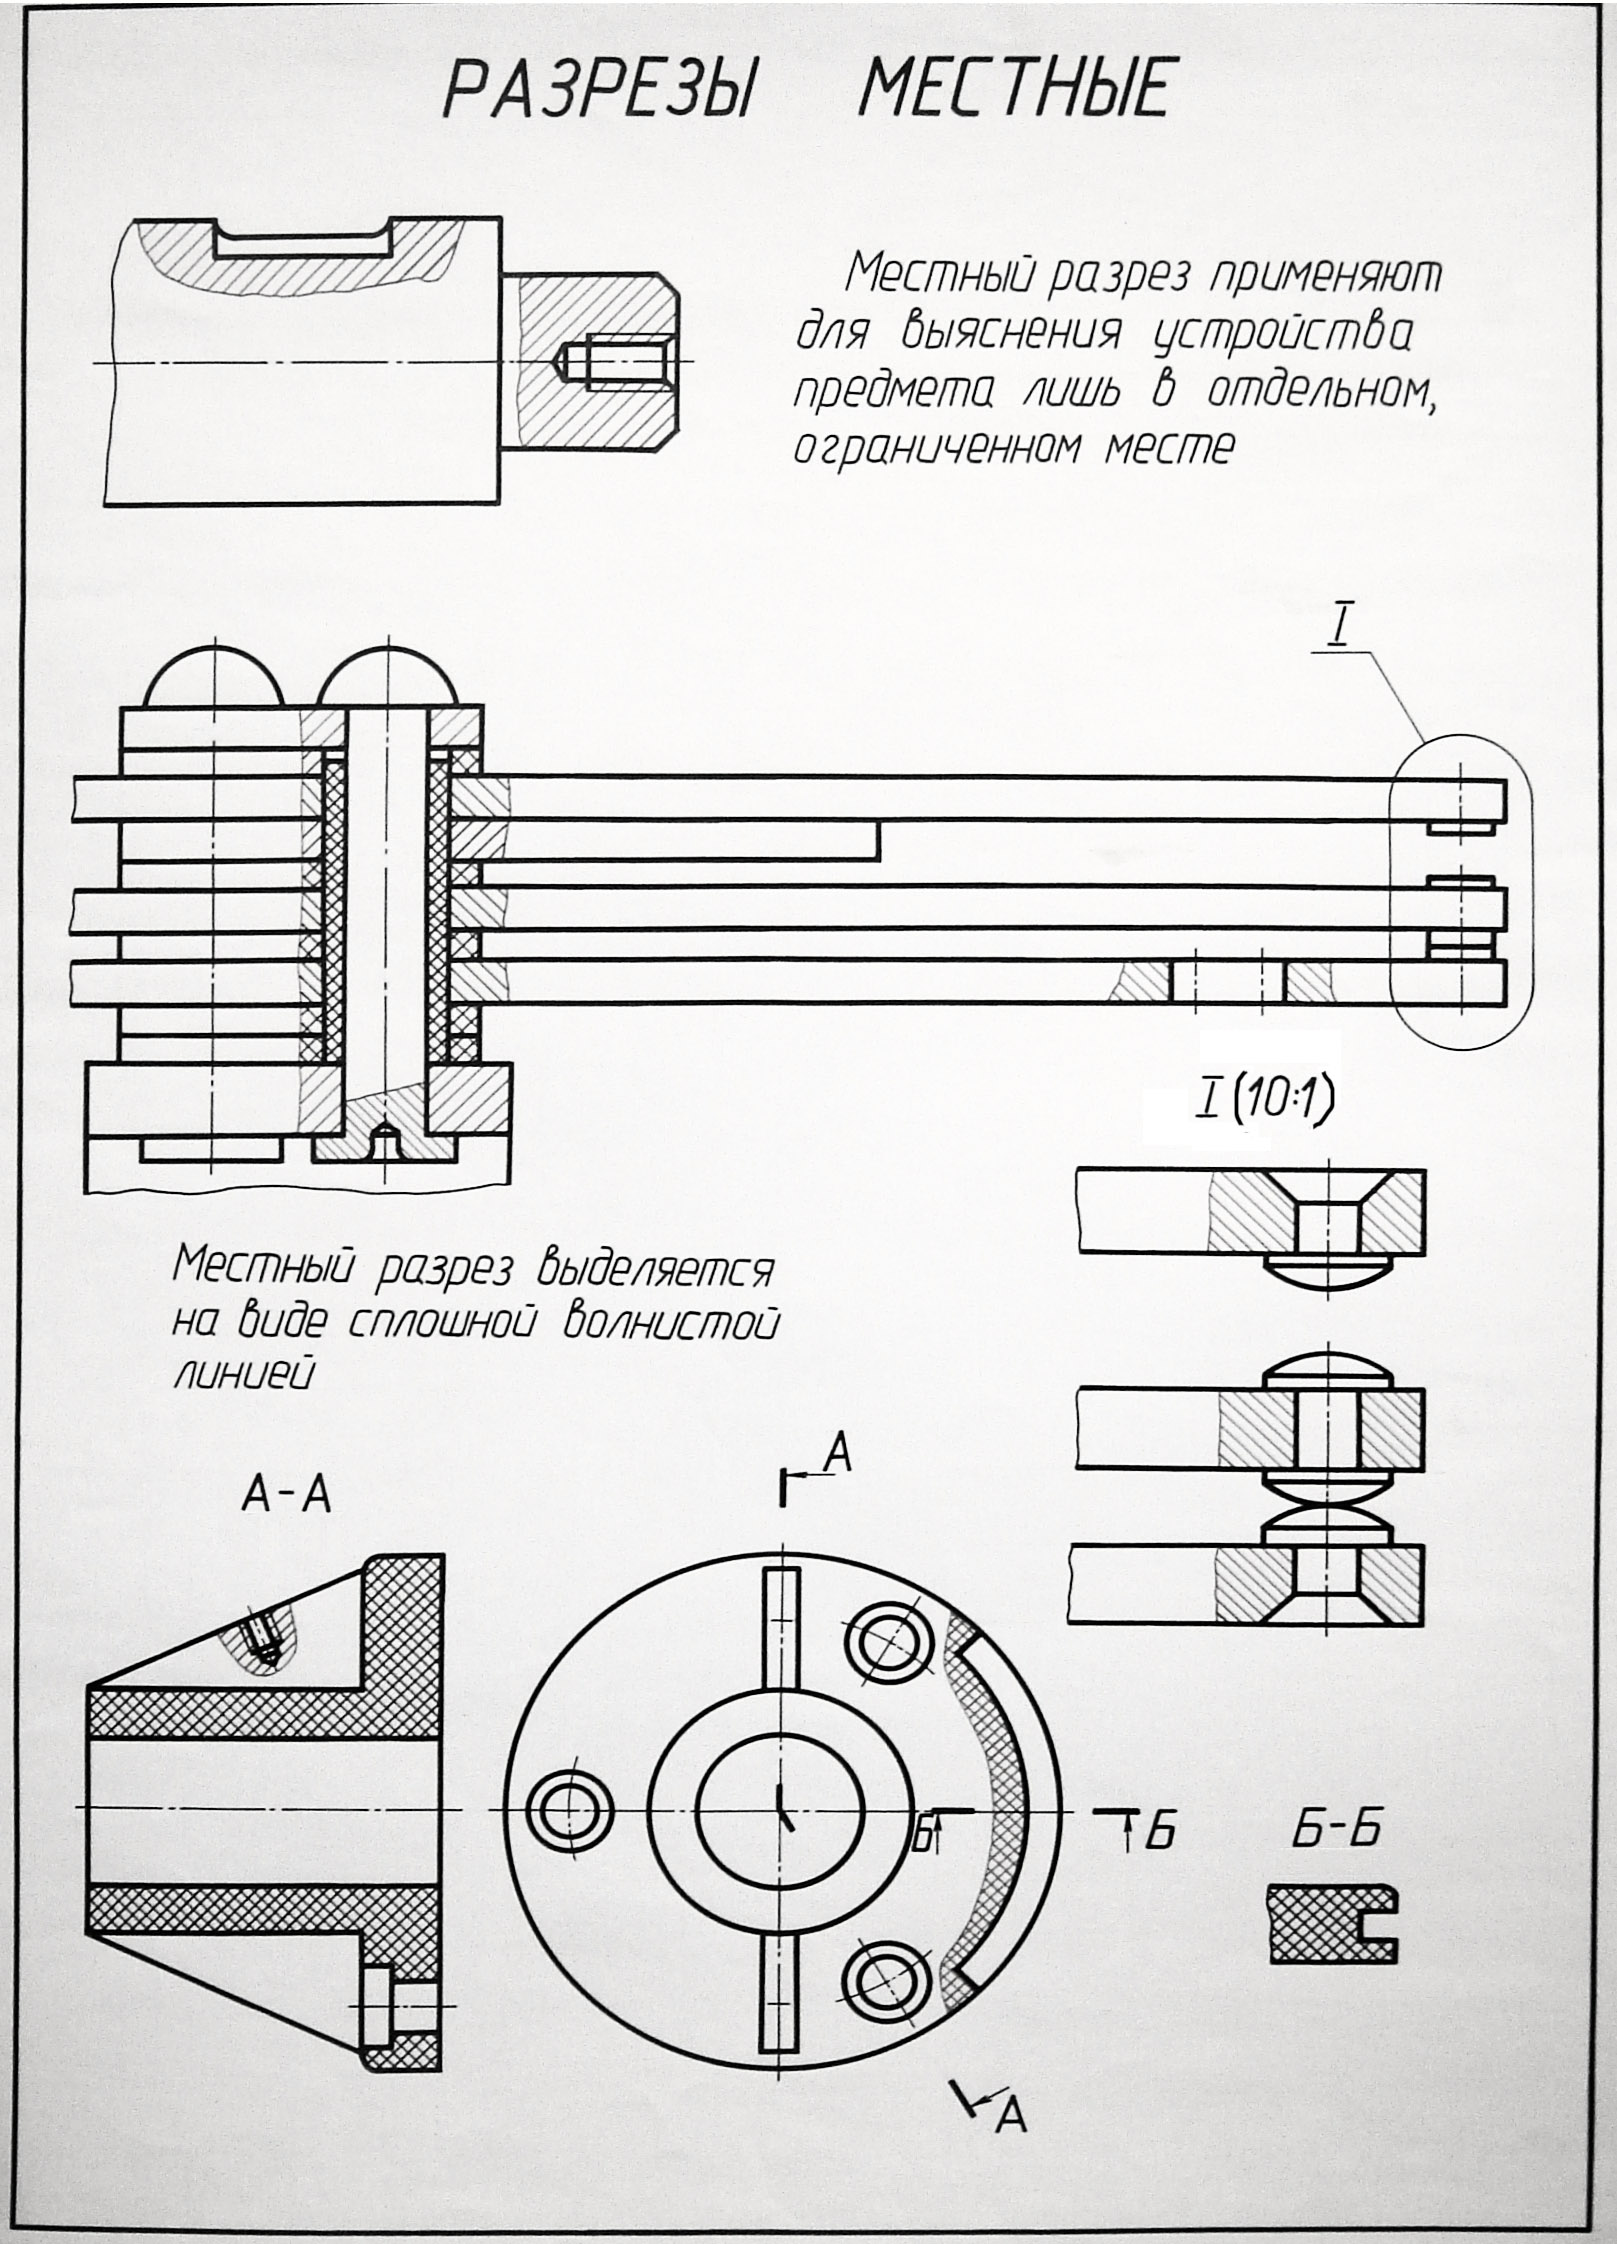 РАЗРЕЗЫ МЕСТНЫЕ
Местный разрез применяют
для выяснения устройства
предмета лишь в отдельном,
ограниченном месте
I
I (10:1)
Местный разрез выделяется
на виде сплошной волнистой
линией
А-А
А
Б
Б
Б-Б
А